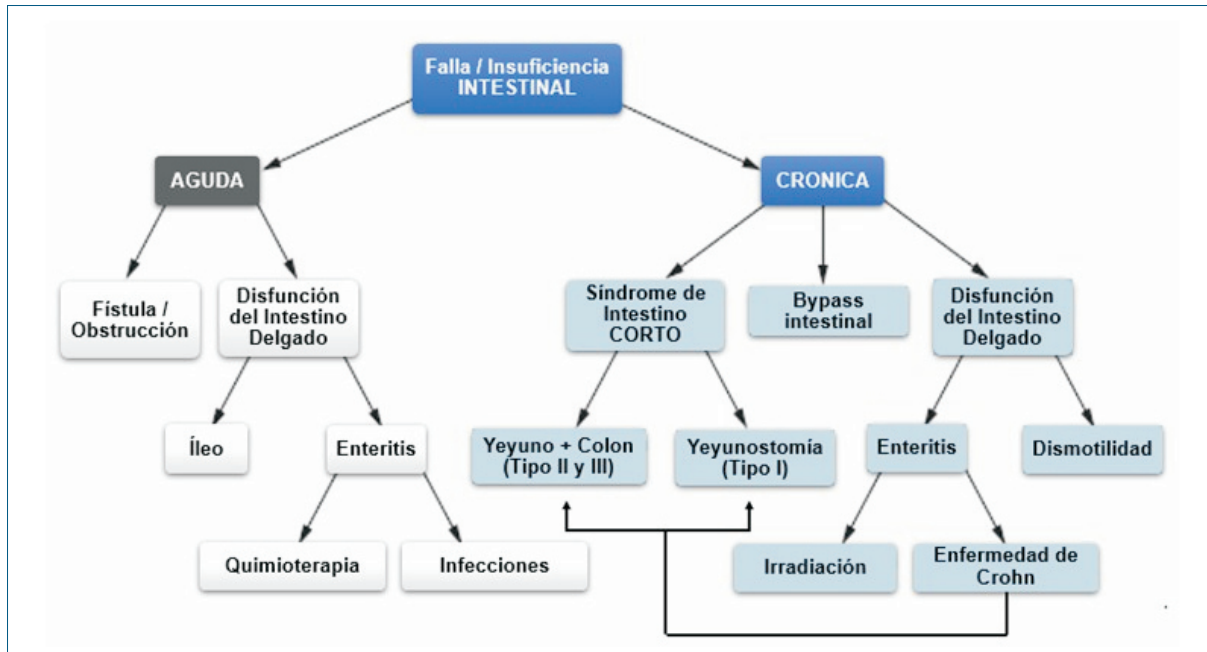 Falla / Insuficiencia
INTESTINAL
AGUDA
CRONICA
Fístula /
Obstrucción
Disfunción
del Intestino
Delgado
Síndrome de
Intestino
CORTO
Bypass
intestinal
Disfunción
del Intestino
Delgado
Íleo
Enteritis
Yeyuno + Colon
(Tipo II y III)
Yeyunostomía
(Tipo I)
Enteritis
Dismotilidad
Quimioterapia
Infecciones
Irradiación
Enfermedad de
Crohn